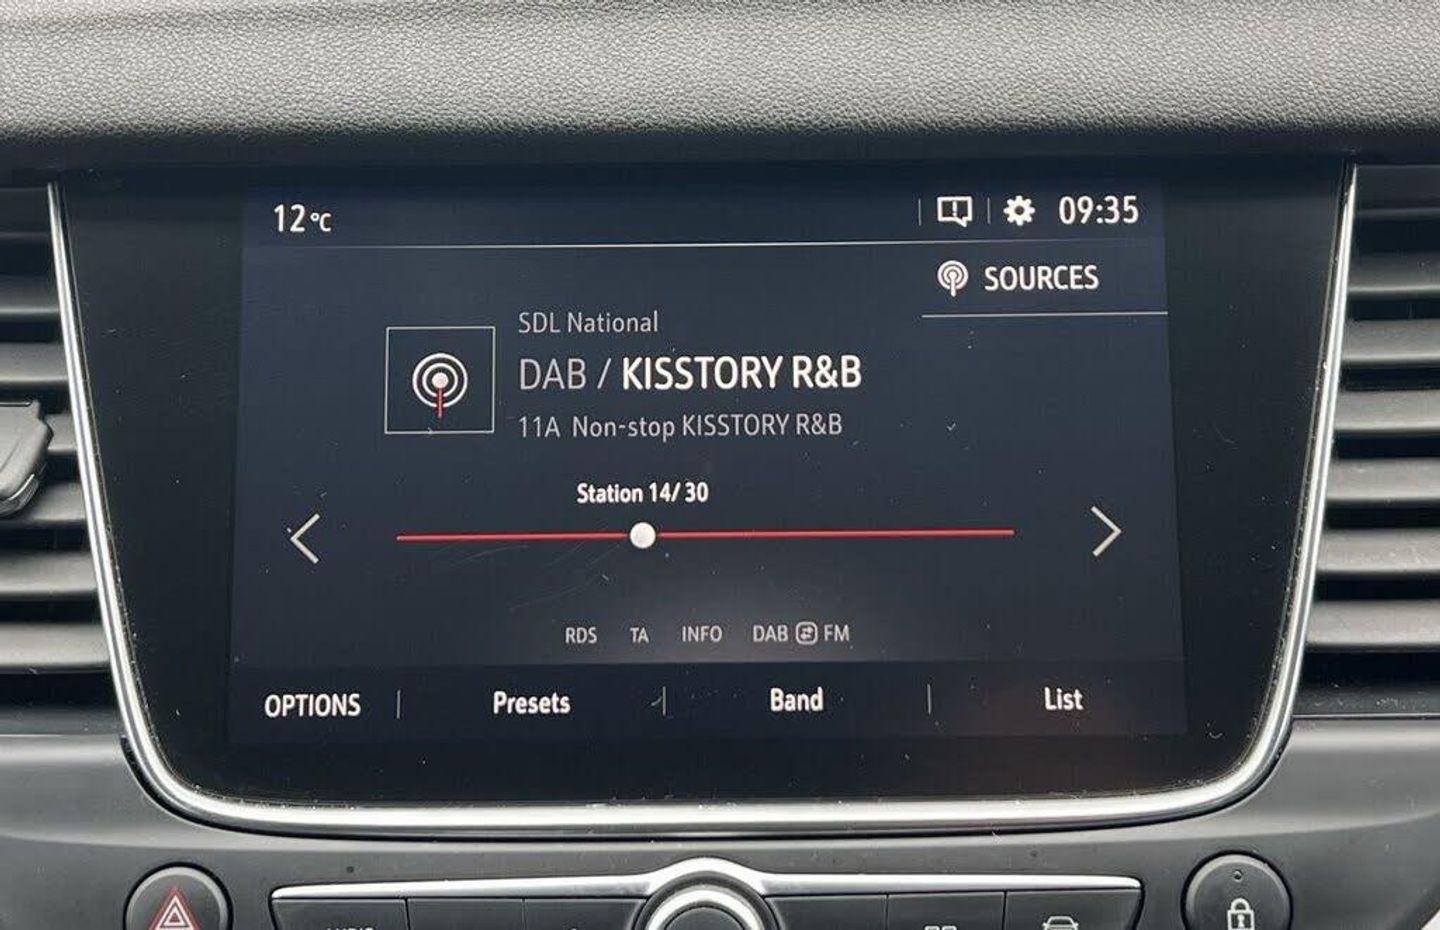 12°C
09:35
SOURCES
SDL National
DAB / KISSTORY R&B
11A Non-stop KISSTORY R&B
Station 14/ 30
RDS TA INFO DAB FM
OPTIONS Presets Band List